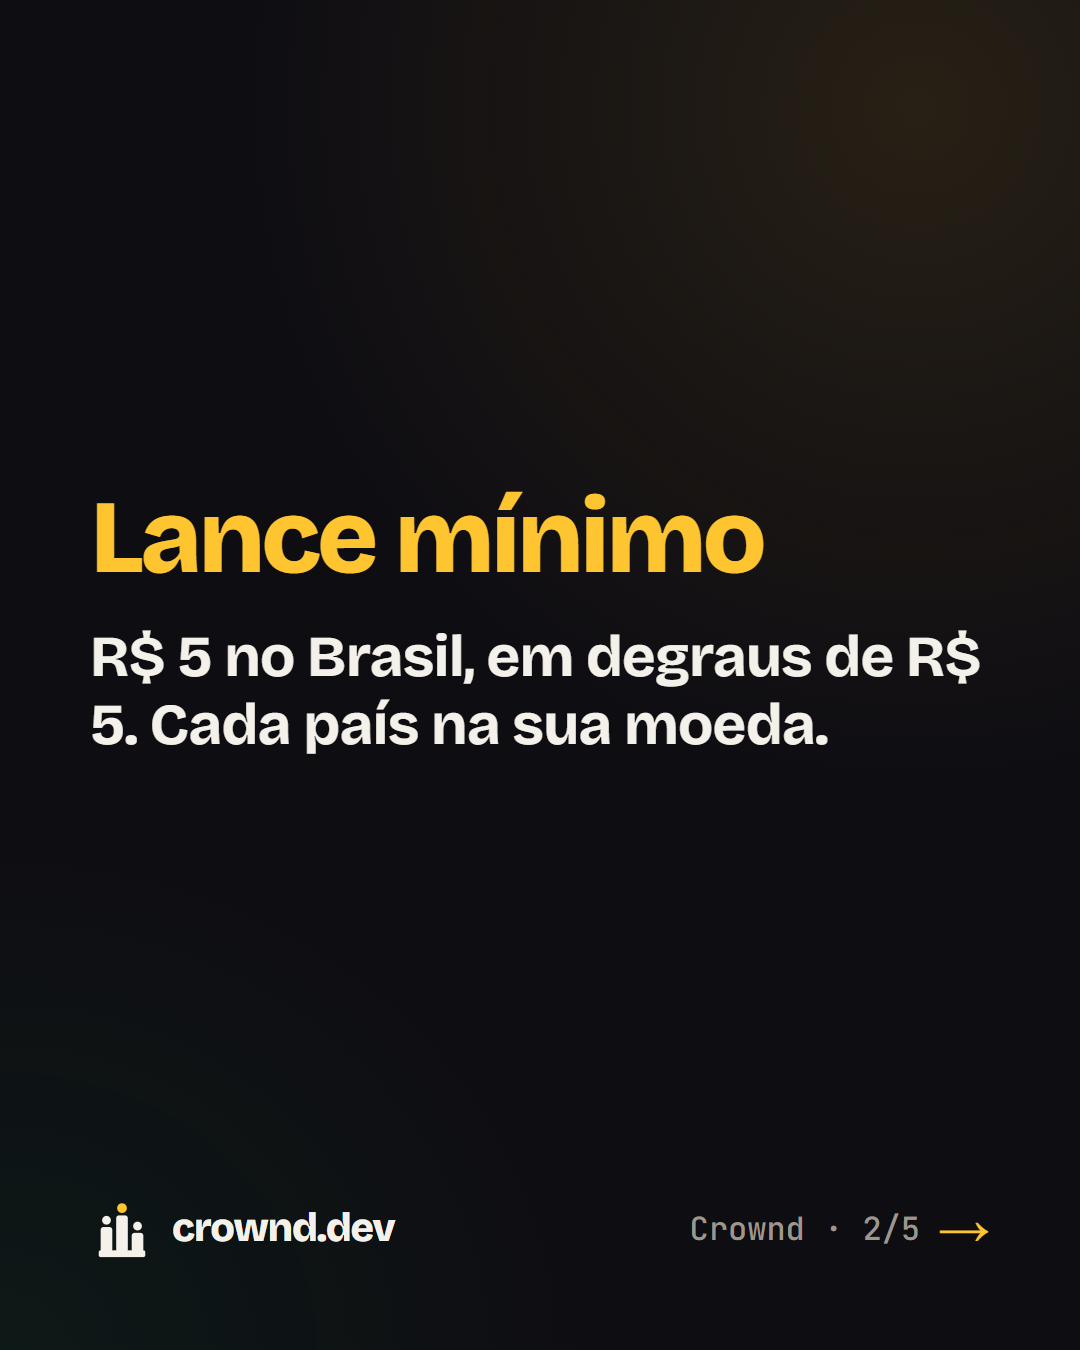 Lance mínimo
R$ 5 no Brasil, em degraus de R$
5. Cada país na sua moeda.
crownd.dev
Crownd · 2/5 →